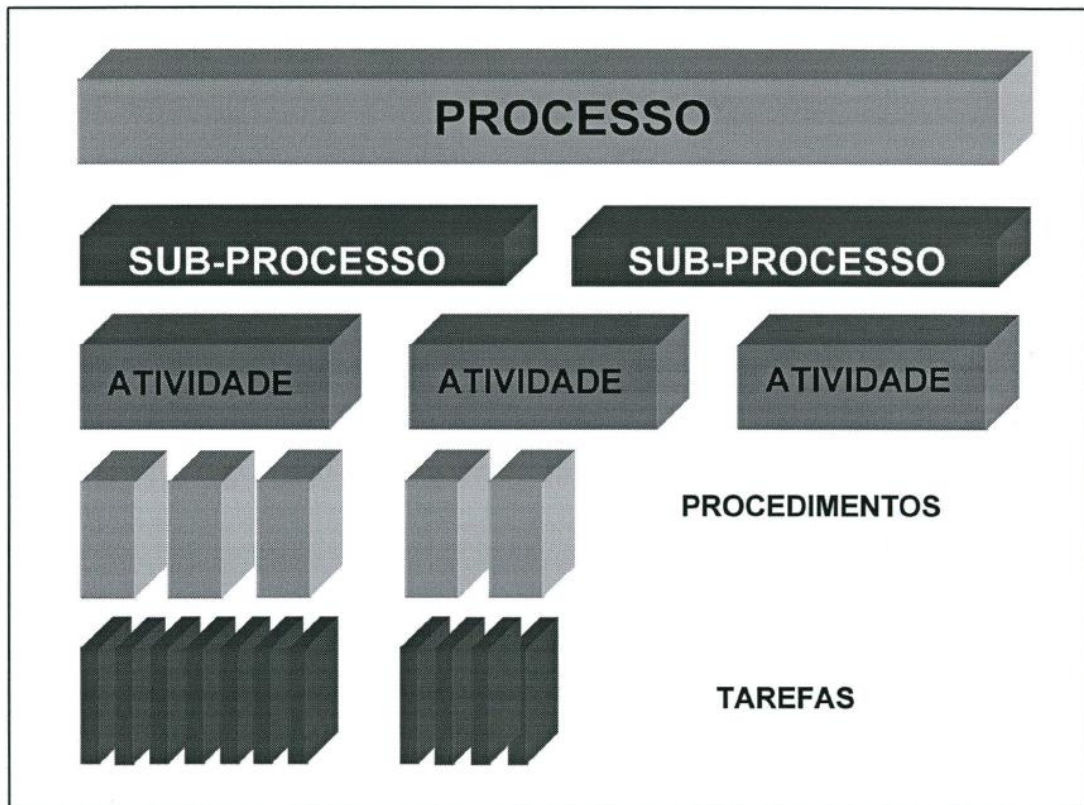 PROCESSO
SUB-PROCESSO SUB-PROCESSO
ATIVIDADE ATIVIDADE ATIVIDADE
PROCEDIMENTOS
TAREFAS